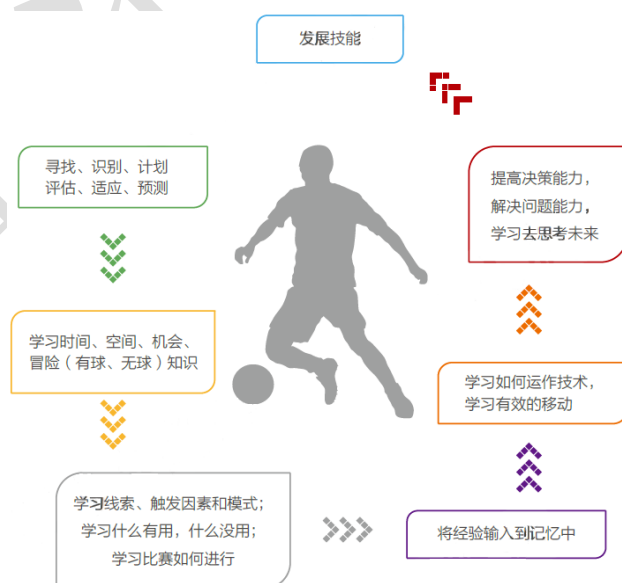 发展技能
寻找、识别、计划
评估、适应、预测
学习时间、空间、机会、
冒险（有球、无球）知识
学习线索、触发因素和模式；
学习什么有用，什么没用；
学习比赛如何进行
将经验输入到记忆中
学习如何运作技术，
学习有效的移动
提高决策能力，
解决问题能力，
学习去思考未来